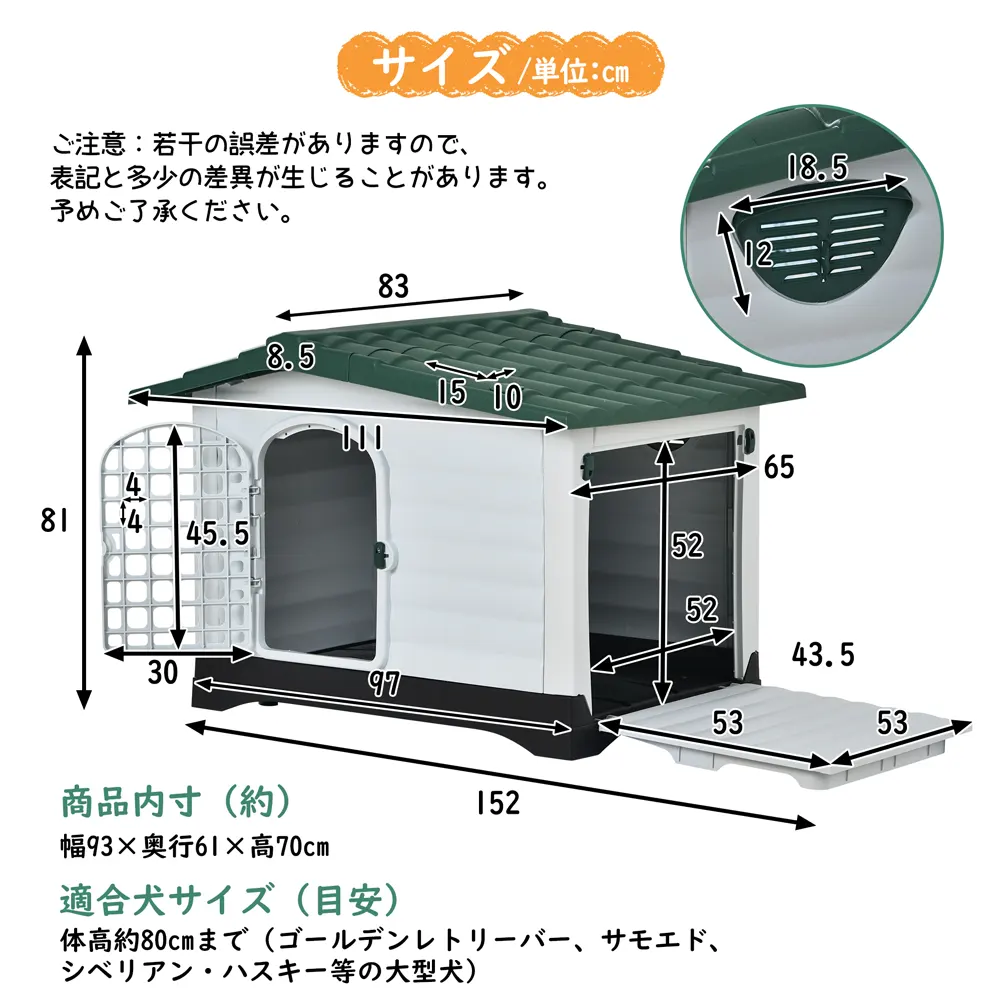 サイズ/単位:cm
ご注意：若干の誤差がありますので、
表記と多少の差異が生じることがあります。
予めご了承ください。
18.5
12
83
8.5
15
10
111
65
4
4
45.5
81
52
52
43.5
30
97
53
53
152
商品内寸（約）
幅93×奥行61×高70cm
適合犬サイズ（目安）
体高約80cmまで（ゴールデンレトリーバー、サモエド、
シベリアン・ハスキー等の大型犬）